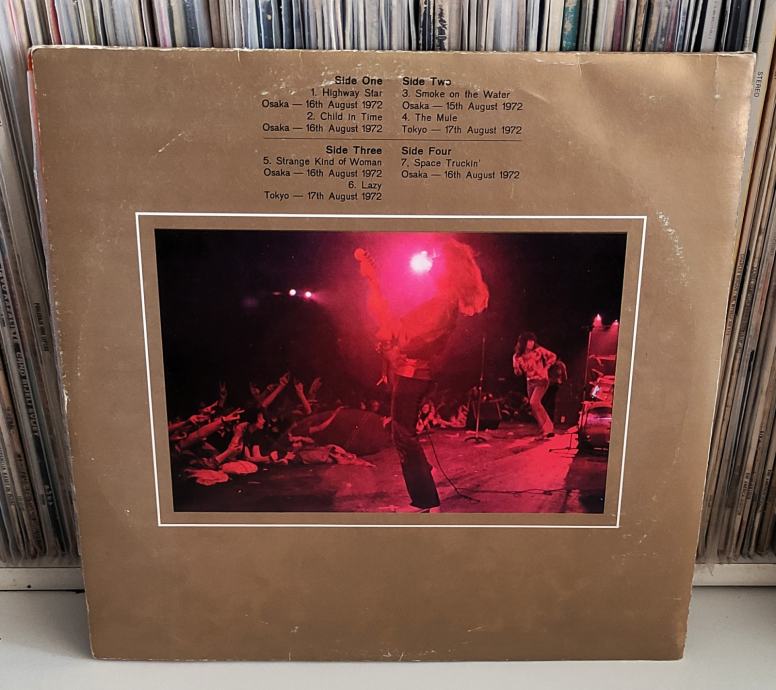 Side One
1. Highway Star
Osaka — 16th August 1972
2. Child in Time
Osaka — 16th August 1972
Side Two
3. Smoke on the Water
Osaka — 15th August 1972
4. The Mule
Tokyo — 17th August 1972
Side Three
5. Strange Kind of Woman
Osaka — 16th August 1972
6. Lazy
Tokyo — 17th August 1972
Side Four
7, Space Truckin'
Osaka — 16th August 1972
STEREO